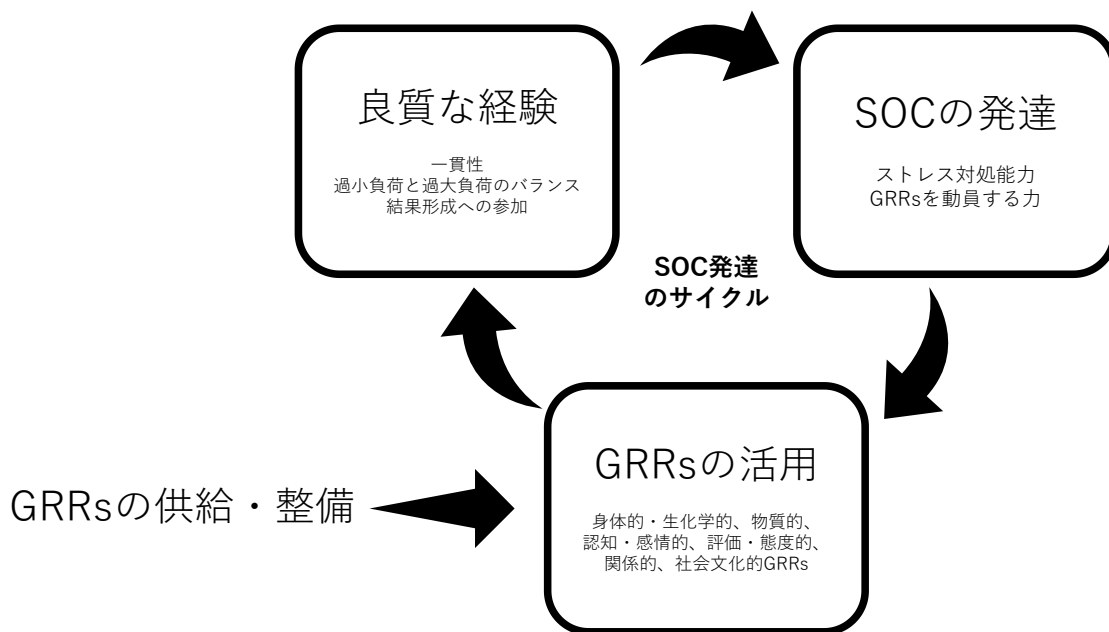 良質な経験
一貫性
過小負荷と過大負荷のバランス
結果形成への参加
SOCの発達
ストレス対処能力
GRRsを動員する力
SOC発達
のサイクル
GRRsの活用
身体的・生化学的、物質的、
認知・感情的、評価・態度的、
関係的、社会文化的GRRs
GRRsの供給・整備